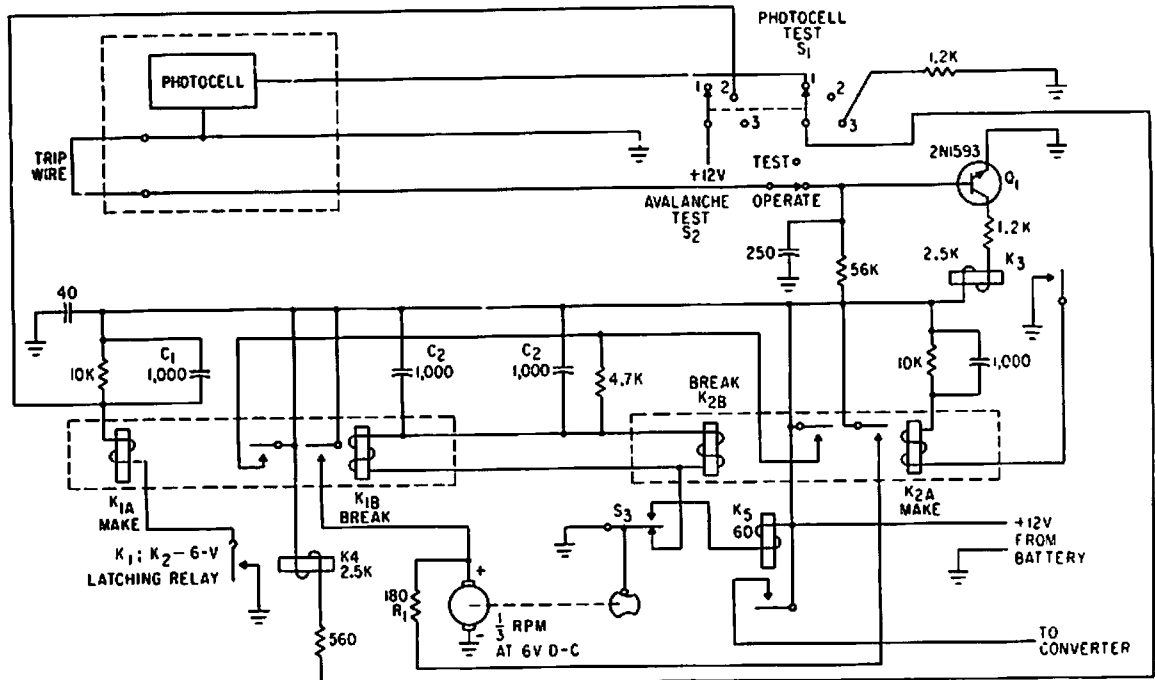 PHOTOCELL
TEST
S1
PHOTOCELL
1
2
3
1
2
3
1.2K
TRIP
WIRE
+12V
TEST
AVALANCHE
TEST
S2
OPERATE
2N1593
Q1
1.2K
250
56K
2.5K
K3
40
10K
C1
1,000
C2
1,000
C2
1,000
4.7K
BREAK
K2B
10K
1,000
K1A
MAKE
K1B
BREAK
K2A
MAKE
K1; K2-6-V
LATCHING RELAY
K4
2.5K
560
180
R1
+
-
1/3 RPM
AT 6V D-C
S3
K5
60
+12V
FROM
BATTERY
TO
CONVERTER